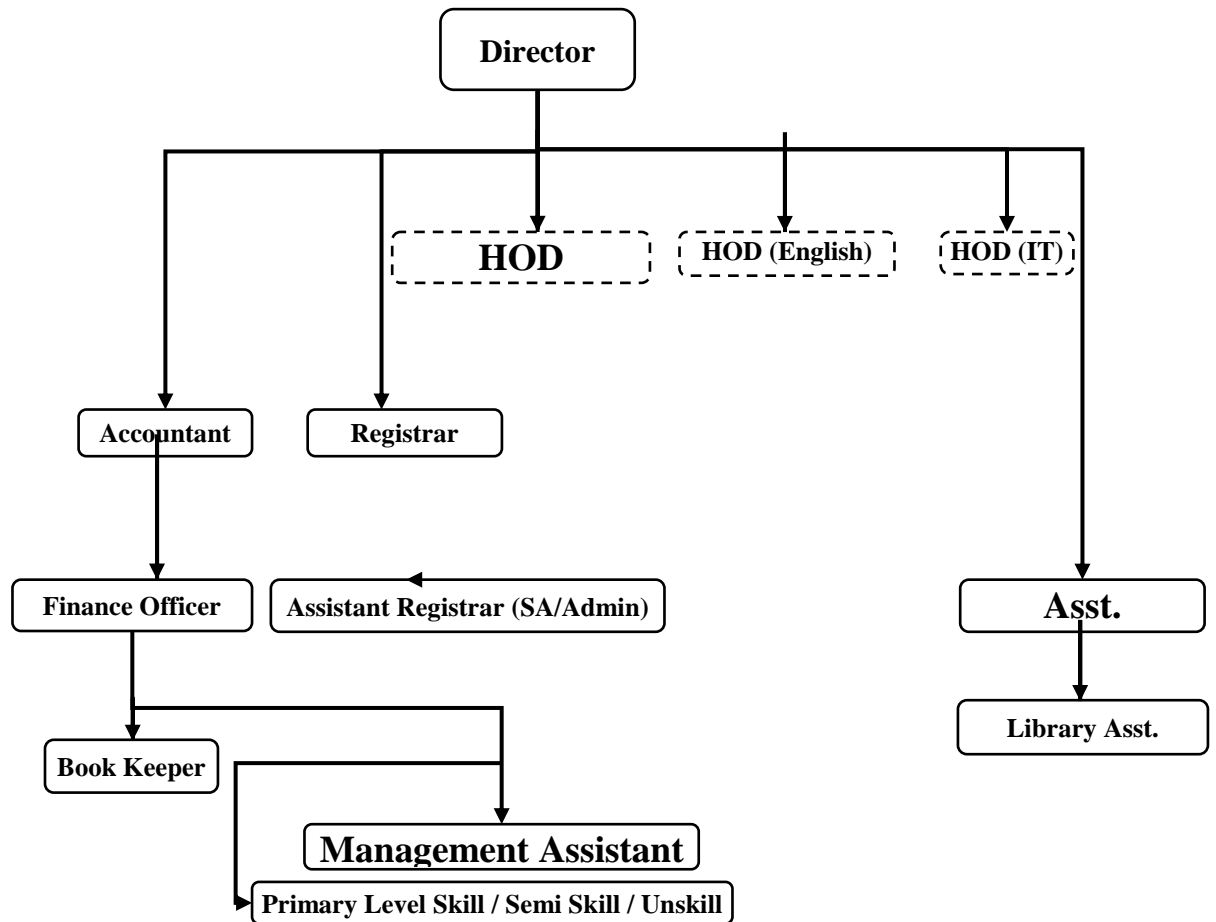 Director
HOD
HOD (English)
HOD (IT)
Accountant
Registrar
Finance Officer
Assistant Registrar (SA/Admin)
Asst.
Library Asst.
Book Keeper
Management Assistant
Primary Level Skill / Semi Skill / Unskill